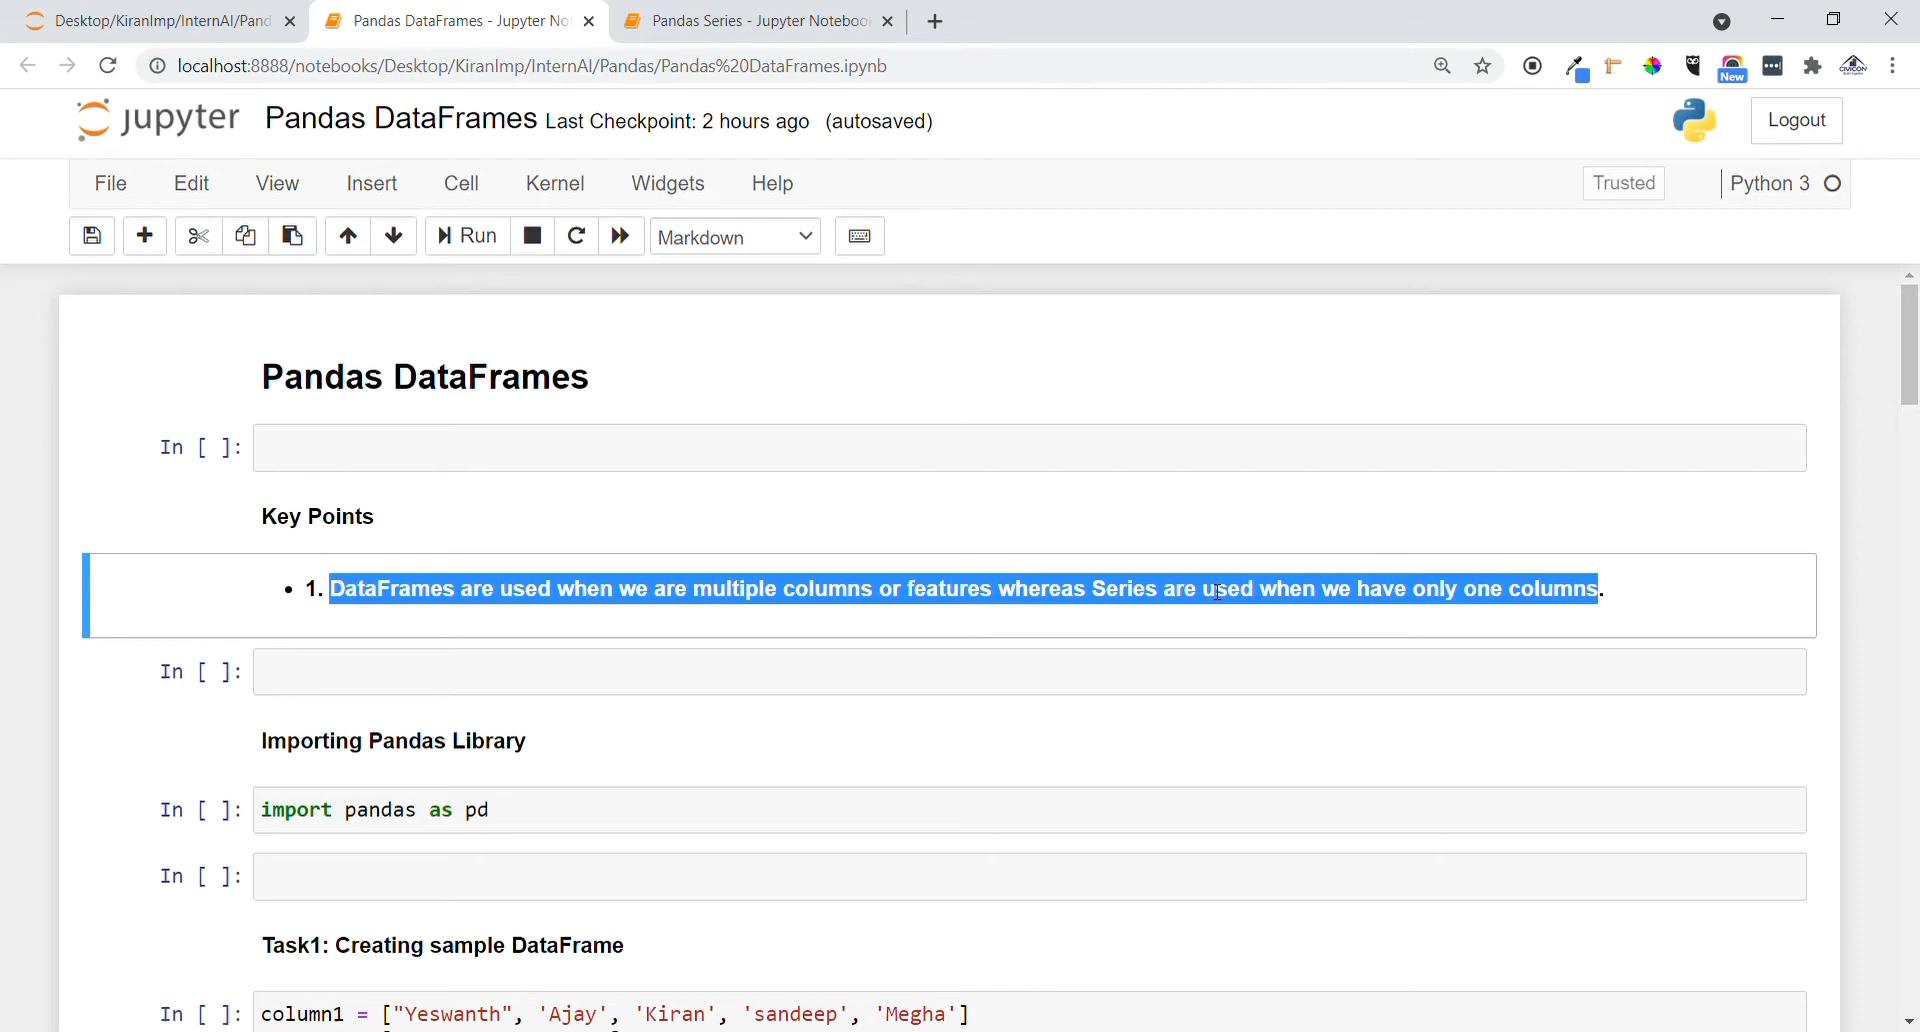 Desktop/KiranImp/InternAI/Pand
Pandas DataFrames - Jupyter No
Pandas Series - Jupyter Noteboo
localhost:8888/notebooks/Desktop/KiranImp/InternAI/Pandas/Pandas%20DataFrames.ipynb
New
CIVICON
jupyter Pandas DataFrames Last Checkpoint: 2 hours ago (autosaved)
Logout
File Edit View Insert Cell Kernel Widgets Help
Trusted
Python 3
Run
Markdown
Pandas DataFrames
In [ ]:
Key Points
• 1. DataFrames are used when we are multiple columns or features whereas Series are used when we have only one columns.
In [ ]:
Importing Pandas Library
In [ ]: import pandas as pd
In [ ]:
Task1: Creating sample DataFrame
In [ ]: column1 = ["Yeswanth", 'Ajay', 'Kiran', 'sandeep', 'Megha']